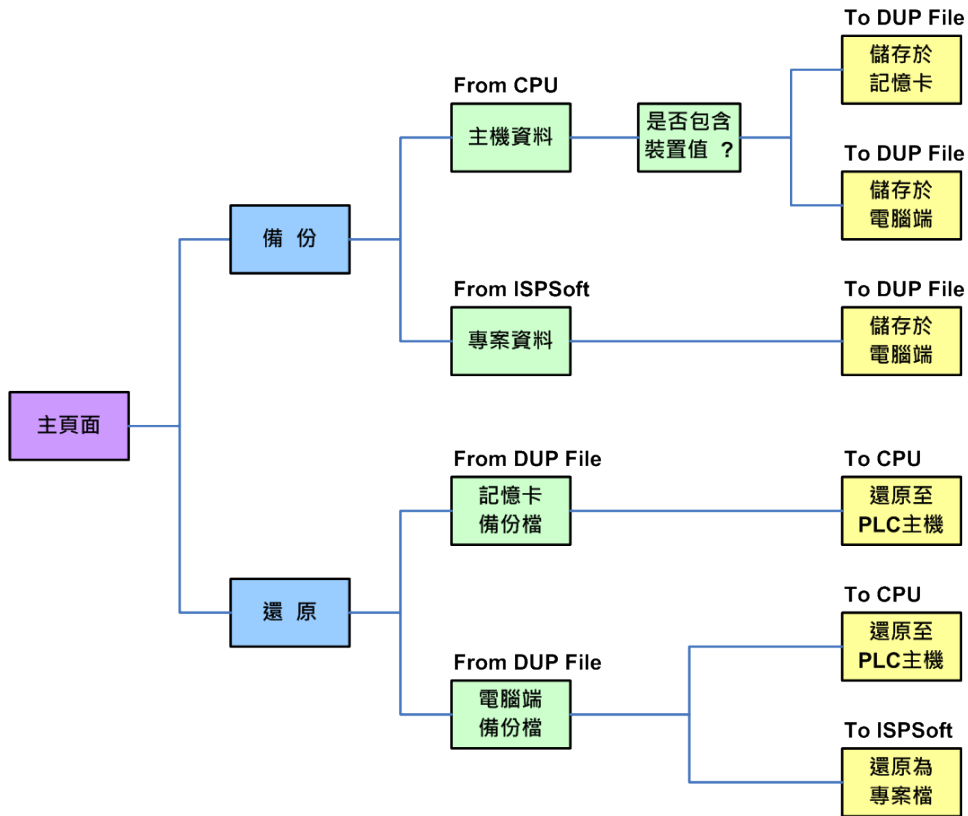 To DUP File
儲存於
記憶卡
From CPU
主機資料
是否包含
裝置值 ?
To DUP File
儲存於
電腦端
備 份
From ISPSoft
專案資料
To DUP File
儲存於
電腦端
主頁面
From DUP File
記憶卡
備份檔
To CPU
還原至
PLC主機
還 原
From DUP File
電腦端
備份檔
To CPU
還原至
PLC主機
To ISPSoft
還原為
專案檔